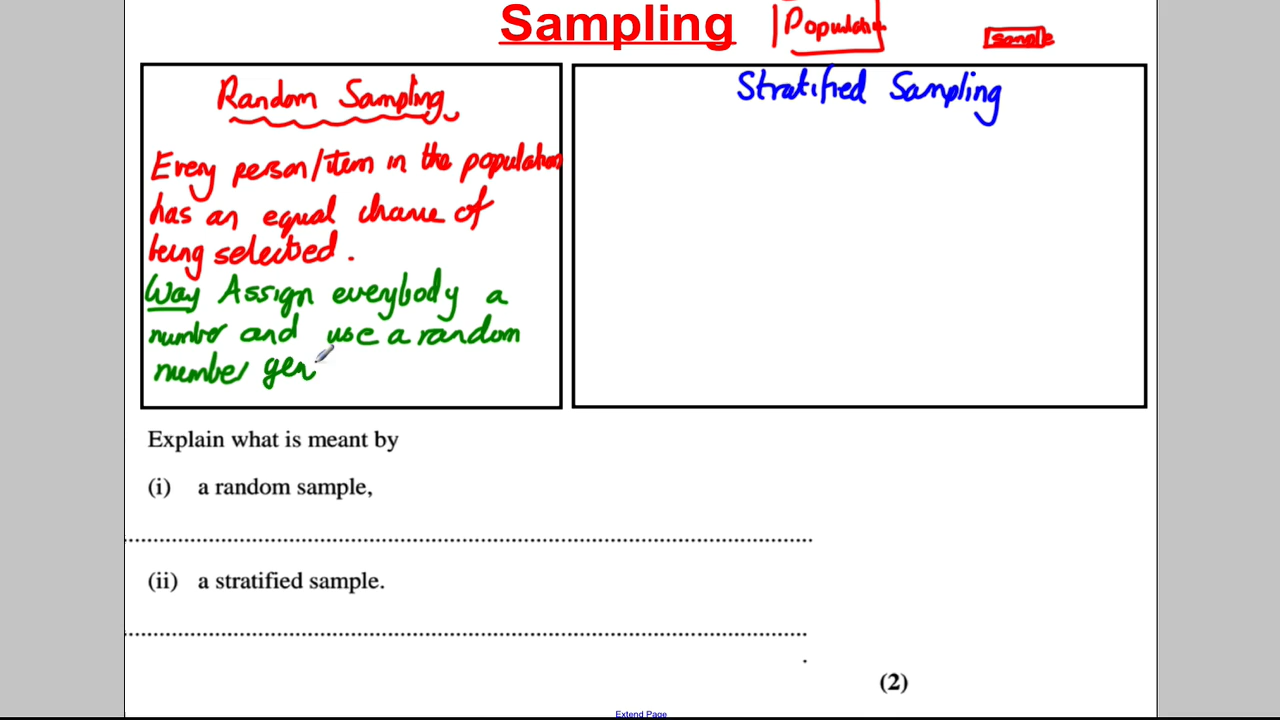 Sampling
Population
sample
Random Sampling
Every person/item in the population
has an equal chance of
being selected.
Way Assign everybody a
number and use a random
number gen
Stratified Sampling
Explain what is meant by
(i) a random sample,
(ii) a stratified sample.
(2)
Extend Page